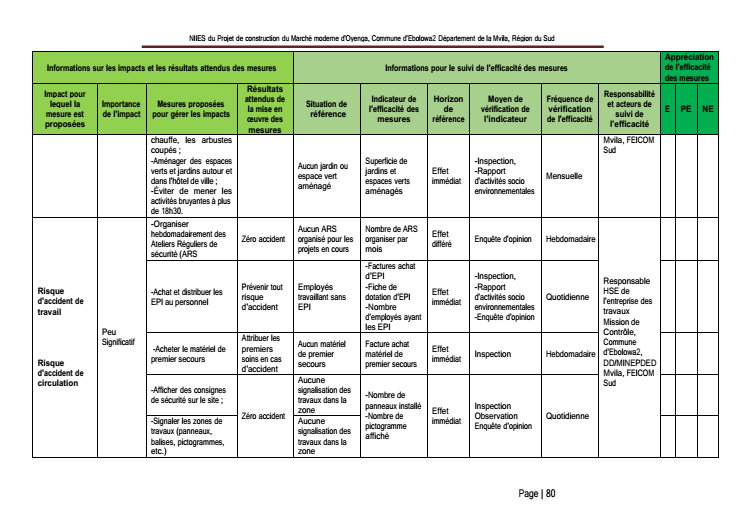 NIIES du Projet de construction du Marché moderne d'Oyenga, Commune d'Ebolowa2 Département de la Mvila, Région du Sud
Informations sur les impacts et les résultats attendus des mesures
Informations pour le suivi de l'efficacité des mesures
Appréciation
de l'efficacité
des mesures
Impact pour
lequel la
mesure est
proposées
Importance
de l'impact
Mesures proposées
pour gérer les impacts
Résultats
attendus de
la mise en
œuvre des
mesures
Situation de
référence
Indicateur de
l'efficacité des
mesures
Horizon
de
référence
Moyen de
vérification de
l'indicateur
Fréquence de
vérification
de l'efficacité
Responsabilité
et acteurs de
suivi de
l'efficacité
E
PE
NE
chauffe, les arbustes
coupés ;
-Aménager des espaces
verts et jardins autour et
dans l'hôtel de ville ;
-Éviter de mener les
activités bruyantes à plus
de 18h30.
Aucun jardin ou
espace vert
aménagé
Superficie de
jardins et
espaces verts
aménagés
Effet
immédiat
-Inspection,
-Rapport
d'activités socio
environnementales
Mensuelle
Mvila, FEICOM
Sud
Risque
d'accident de
travail
Risque
d'accident de
circulation
Peu
Significatif
-Organiser
hebdomadairement des
Ateliers Réguliers de
sécurité (ARS
Zéro accident
Aucun ARS
organisé pour les
projets en cours
Nombre de ARS
organiser par
mois
Effet
différé
Enquête d'opinion
Hebdomadaire
Responsable
HSE de
l'entreprise des
travaux
Mission de
Contrôle,
Commune
d'Ebolowa2,
DD/MINEPDED
Mvila, FEICOM
Sud
-Achat et distribuer les
EPI au personnel
Prévenir tout
risque
d'accident
Employés
travaillant sans
EPI
-Factures achat
d'EPI
-Fiche de
dotation d'EPI
-Nombre
d'employés ayant
les EPI
Effet
immédiat
-Inspection,
-Rapport
d'activités socio
environnementales
-Enquête d'opinion
Quotidienne
-Acheter le matériel de
premier secours
Attribuer les
premiers
soins en cas
d'accident
Aucun matériel
de premier
secours
Facture achat
matériel de
premier secours
Effet
immédiat
Inspection
Hebdomadaire
-Afficher des consignes
de sécurité sur le site ;
Zéro accident
Aucune
signalisation des
travaux dans la
zone
-Nombre de
panneaux installé
-Nombre de
pictogramme
affiché
Effet
immédiat
Inspection
Observation
Enquête d'opinion
Quotidienne
-Signaler les zones de
travaux (panneaux,
balises, pictogrammes,
etc.)
Aucune
signalisation des
travaux dans la
zone
Page | 80